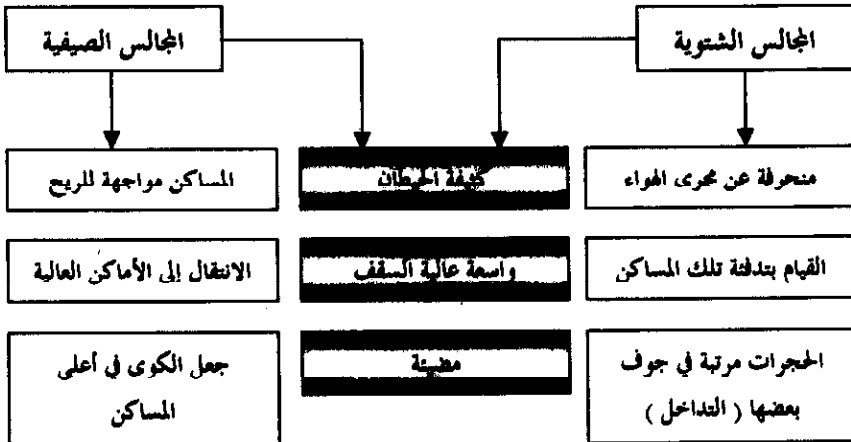 المجالس الشتوية
المجالس الصيفية
منحرفة عن مجرى الهواء
كثيفة الحيطان
المساكن مواجهة للريح
القيام بتدفئة تلك المساكن
واسعة عالية السقف
الانتقال إلى الأماكن العالية
الحجرات مرتبة في جوف
بعضها ( التداخل )
مضيئة
جعل الكوى في أعلى
المساكن